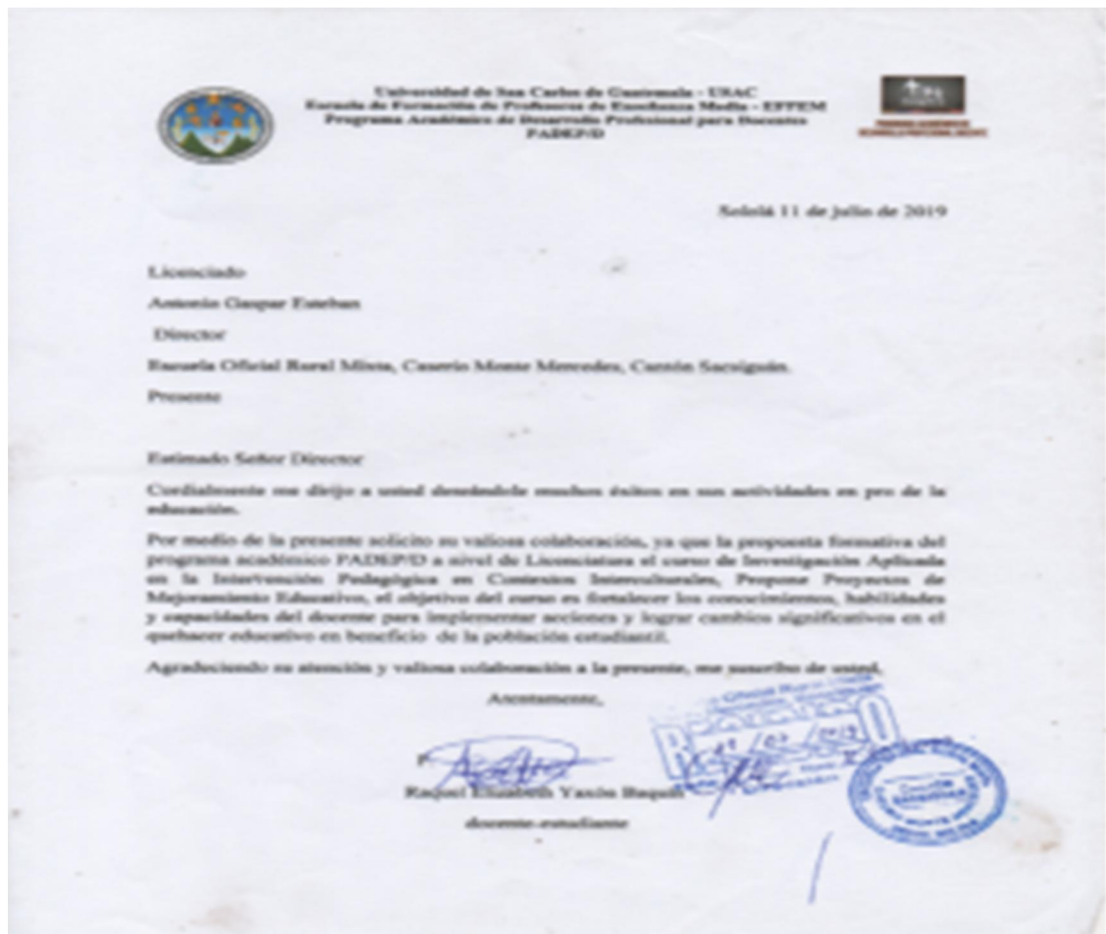 Universidad de San Carlos de Guatemala - USAC
Escuela de Formación de Profesores de Enseñanza Media - EFPEM
Programa Académico de Desarrollo Profesional para Docentes
PADEP/D
Sololá 11 de julio de 2019
Licenciado
Antonio Gaspar Esteban
Director
Escuela Oficial Rural Mixta, Caserío Monte Mercedes, Cantón Sacsiguán.
Presente
Estimado Señor Director
Cordialmente me dirijo a usted deseándole muchos éxitos en sus actividades en pro de la
educación.
Por medio de la presente solicito su valiosa colaboración, ya que la propuesta formativa del
programa académico PADEP/D a nivel de Licenciatura el curso de Investigación Aplicada
en la Intervención Pedagógica en Contextos Interculturales, Propone Proyectos de
Mejoramiento Educativo, el objetivo del curso es fortalecer los conocimientos, habilidades
y capacidades del docente para implementar acciones y lograr cambios significativos en el
quehacer educativo en beneficio de la población estudiantil.
Agradeciendo su atención y valiosa colaboración a la presente, me suscribo de usted.
Atentamente,
Raquel Elizabeth Yaxón
docente-estudiante